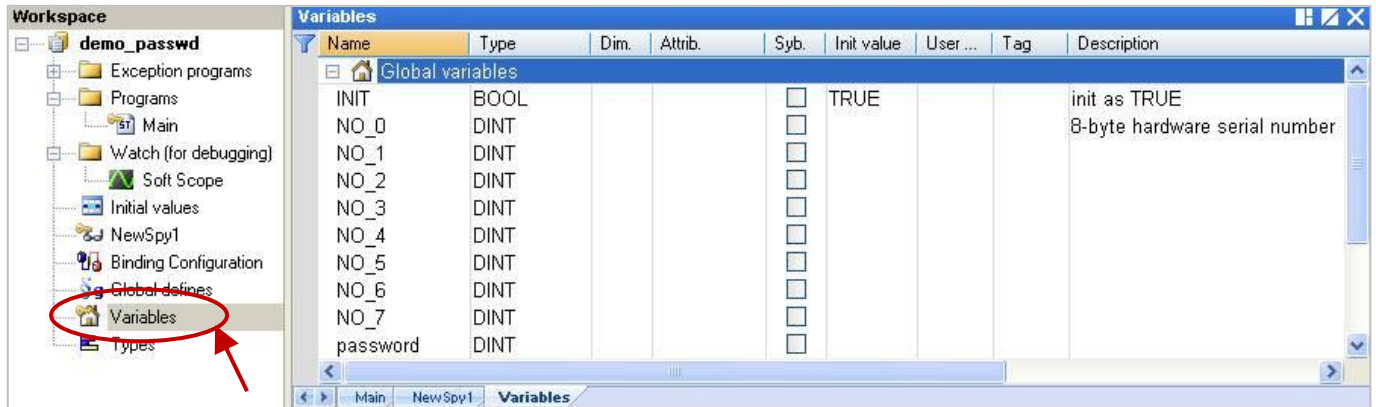 Workspace
demo_passwd
Exception programs
Programs
Main
Watch (for debugging)
Soft Scope
Initial values
NewSpy1
Binding Configuration
Global defines
Variables
Types
Variables
Name Type Dim. Attrib. Syb. Init value User ... Tag Description
Global variables
INIT BOOL TRUE init as TRUE
NO_0 DINT 8-byte hardware serial number
NO_1 DINT
NO_2 DINT
NO_3 DINT
NO_4 DINT
NO_5 DINT
NO_6 DINT
NO_7 DINT
password DINT
Main NewSpy1 Variables